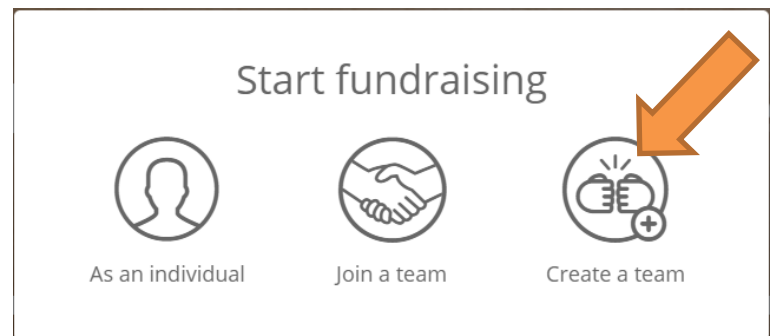 Start fundraising
As an individual
Join a team
Create a team